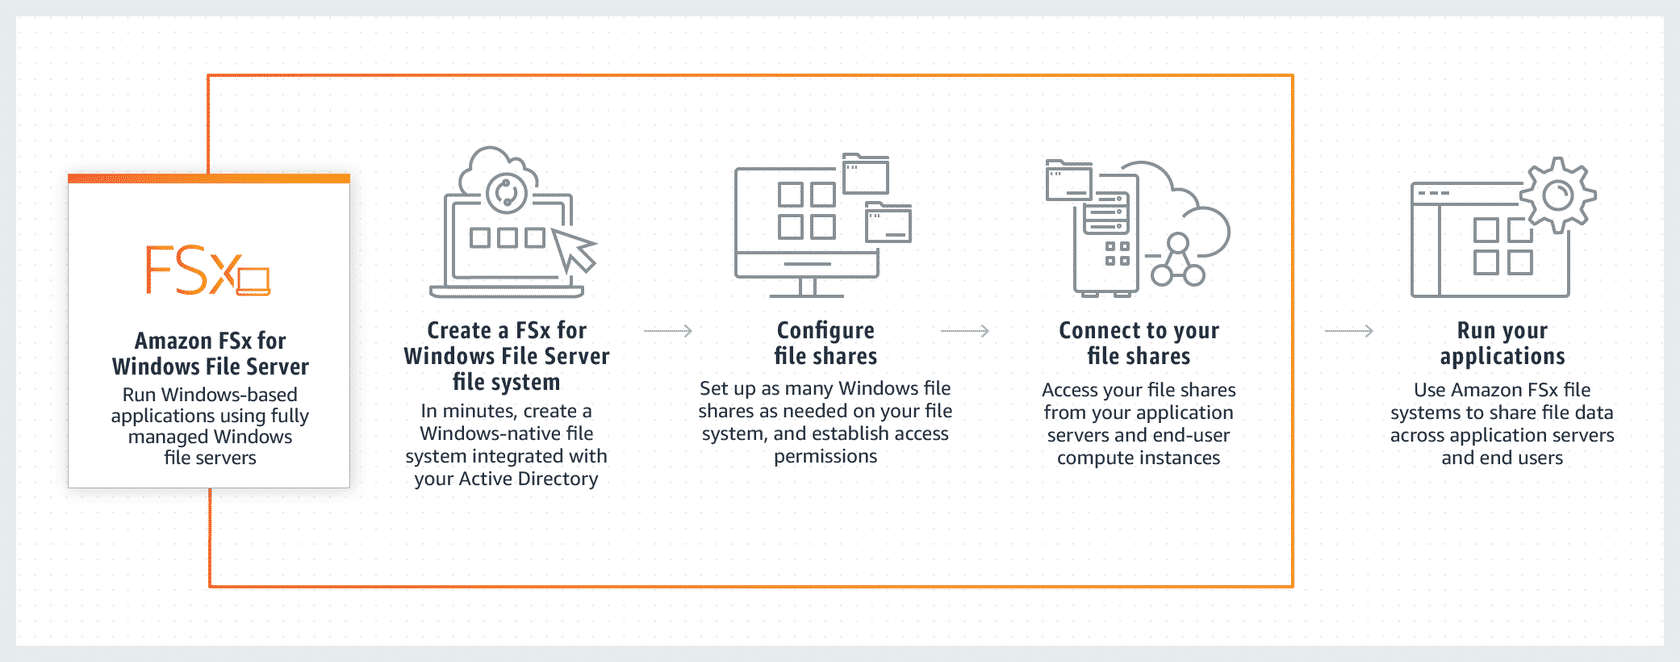 FSx
Amazon FSx for
Windows File Server
Run Windows-based
applications using fully
managed Windows
file servers
Create a FSx for
Windows File Server
file system
In minutes, create a
Windows-native file
system integrated with
your Active Directory
Configure
file shares
Set up as many Windows file
shares as needed on your file
system, and establish access
permissions
Connect to your
file shares
Access your file shares
from your application
servers and end-user
compute instances
Run your
applications
Use Amazon FSx file
systems to share file data
across application servers
and end users